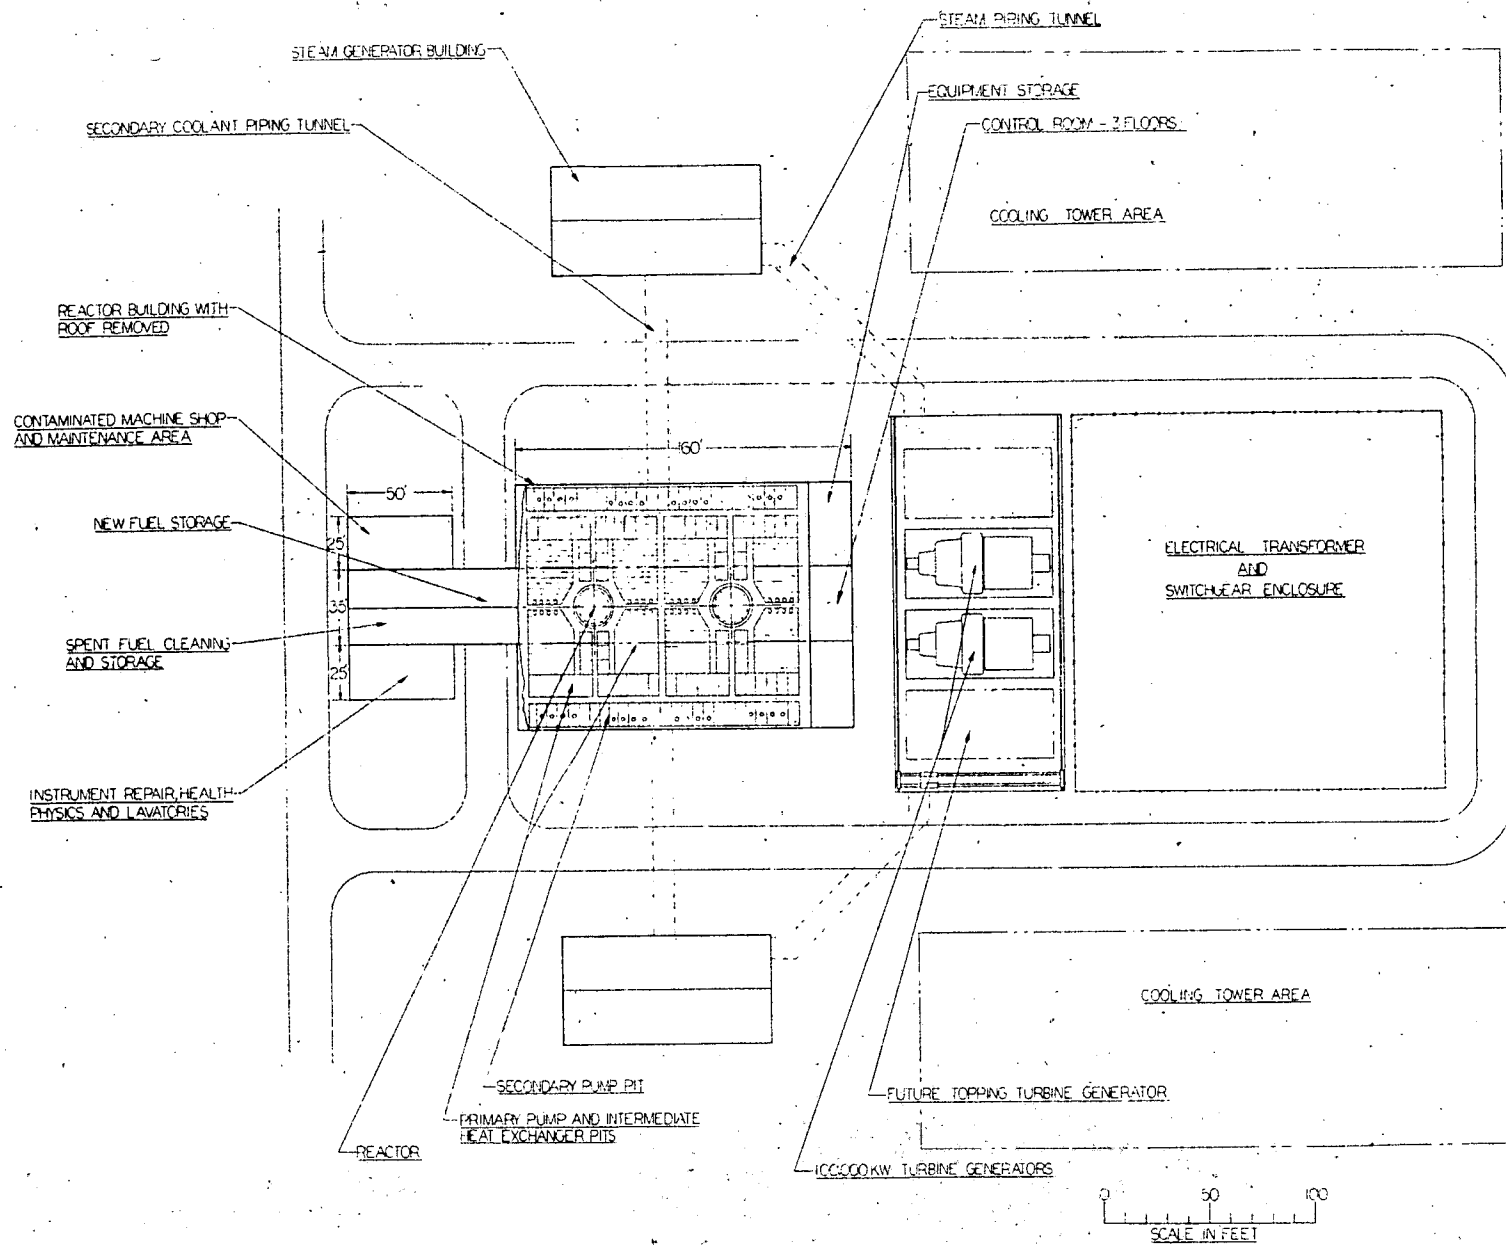 STEAM PIPING TUNNEL
STEAM GENERATOR BUILDING
EQUIPMENT STORAGE
SECONDARY COOLANT PIPING TUNNEL
CONTROL ROOM - 3 FLOORS
COOLING TOWER AREA
REACTOR BUILDING WITH
ROOF REMOVED
CONTAMINATED MACHINE SHOP
AND MAINTENANCE AREA
160'
50'
NEW FUEL STORAGE
25'
ELECTRICAL TRANSFORMER
AND
SWITCHGEAR ENCLOSURE
35'
SPENT FUEL CLEANING
AND STORAGE
25'
INSTRUMENT REPAIR, HEALTH
PHYSICS AND LAVATORIES
COOLING TOWER AREA
SECONDARY PUMP PIT
FUTURE TOPPING TURBINE GENERATOR
PRIMARY PUMP AND INTERMEDIATE
HEAT EXCHANGER PITS
REACTOR
100000 KW TURBINE GENERATORS
0 50 100
SCALE IN FEET